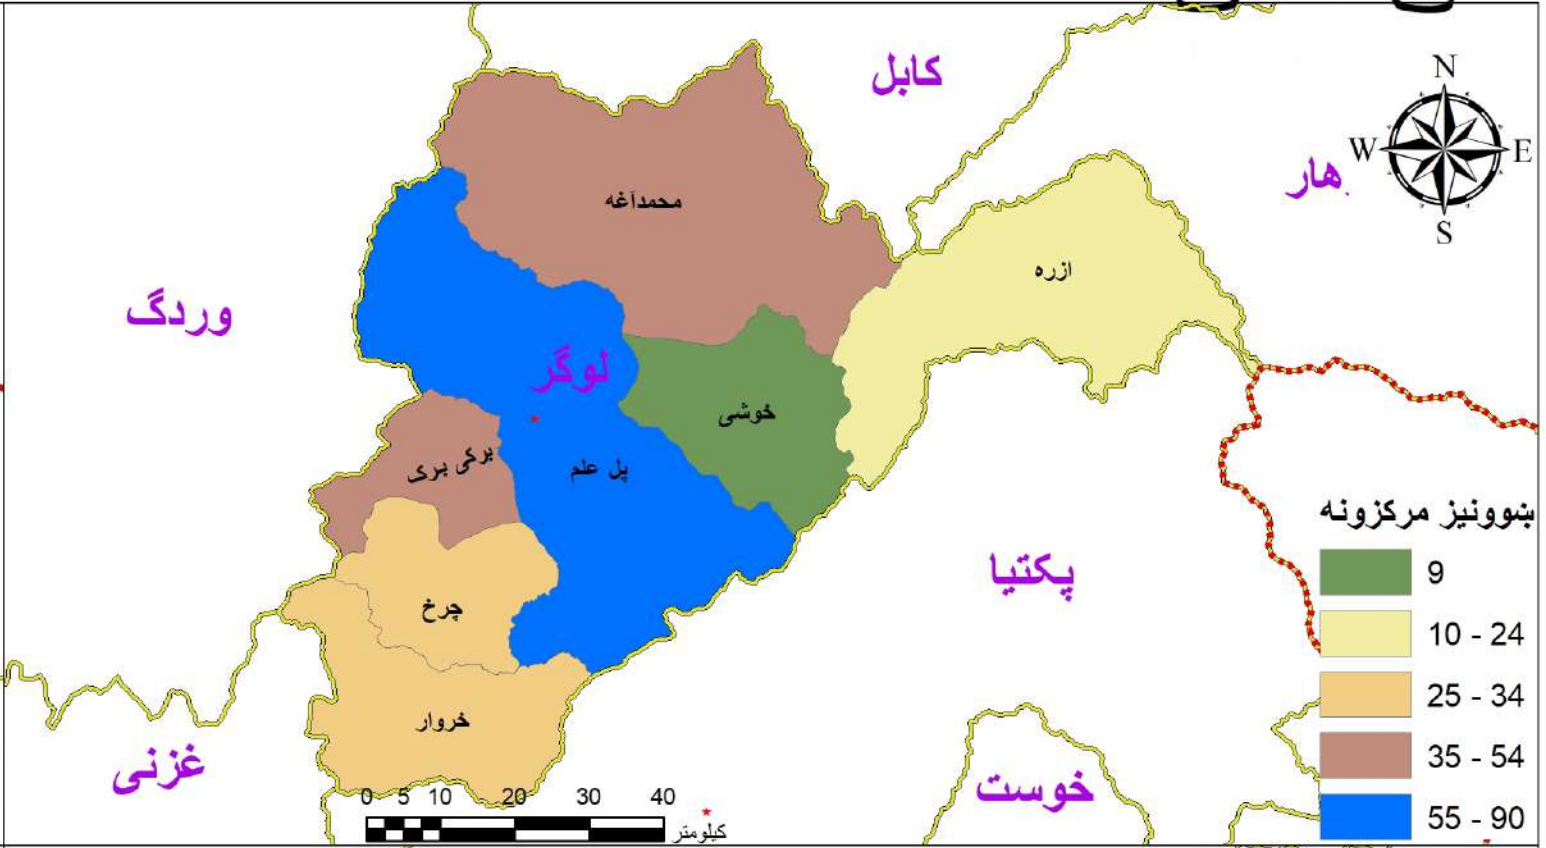 کابل
N
W
E
S
هار
محمدآغه
ازره
وردگ
لوگر
خوشی
برکی برک
پل علم
ښوونیز مرکزونه
9
پکتیا
10 - 24
چرخ
25 - 34
خروار
35 - 54
غزنی
خوست
0 5 10 20 30 40
کیلومتر
55 - 90